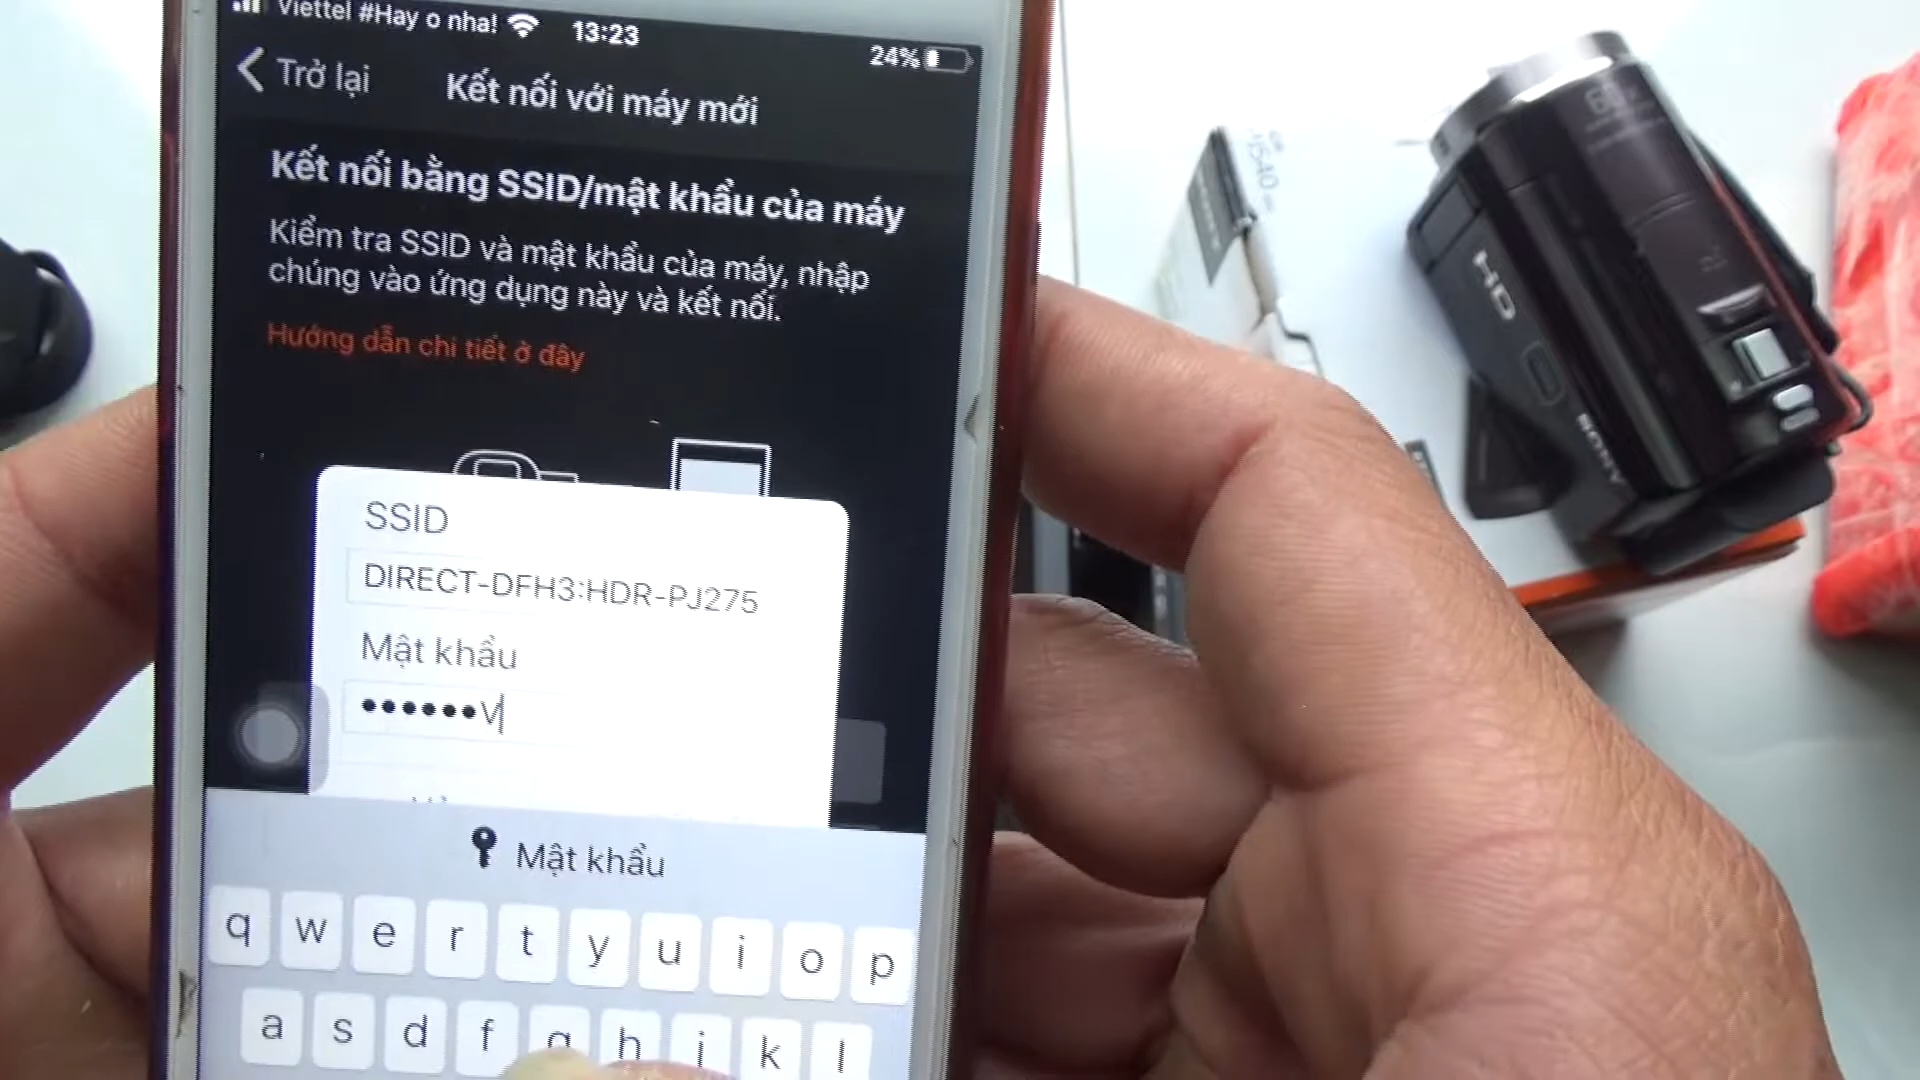 Viettel #Hay o nha! 13:23 24%
Trở lại
Kết nối với máy mới
Kết nối bằng SSID/mật khẩu của máy
Kiểm tra SSID và mật khẩu của máy, nhập
chúng vào ứng dụng này và kết nối.
Hướng dẫn chi tiết ở đây
SSID
DIRECT-DFH3:HDR-PJ275
Mật khẩu
••••••V
Mật khẩu
q w e r t y u i o p
a s d f g h j k l
HD
SONY